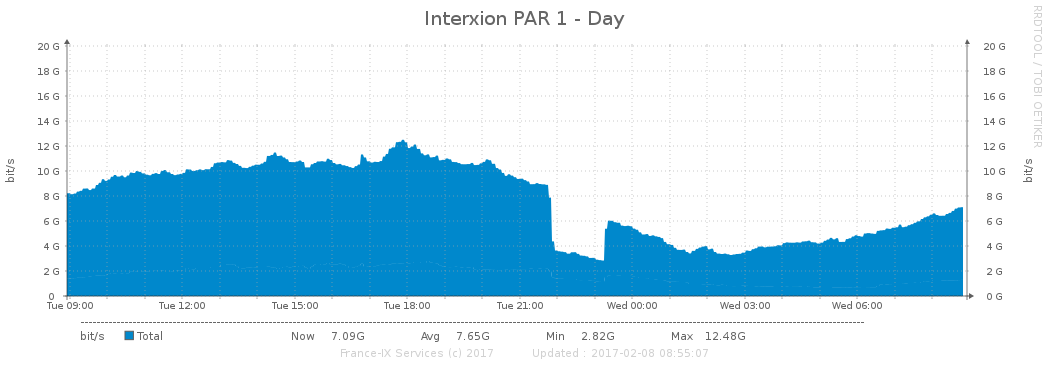 Interxion PAR 1 - Day
RRDTOOL / TOBI OETIKER
bit/s
bit/s
20 G 20 G
18 G 18 G
16 G 16 G
14 G 14 G
12 G 12 G
10 G 10 G
8 G 8 G
6 G 6 G
4 G 4 G
2 G 2 G
0 0 G
Tue 09:00 Tue 12:00 Tue 15:00 Tue 18:00 Tue 21:00 Wed 00:00 Wed 03:00 Wed 06:00
bit/s Total Now 7.09G Avg 7.65G Min 2.82G Max 12.48G
France-IX Services (c) 2017 Updated : 2017-02-08 08:55:07